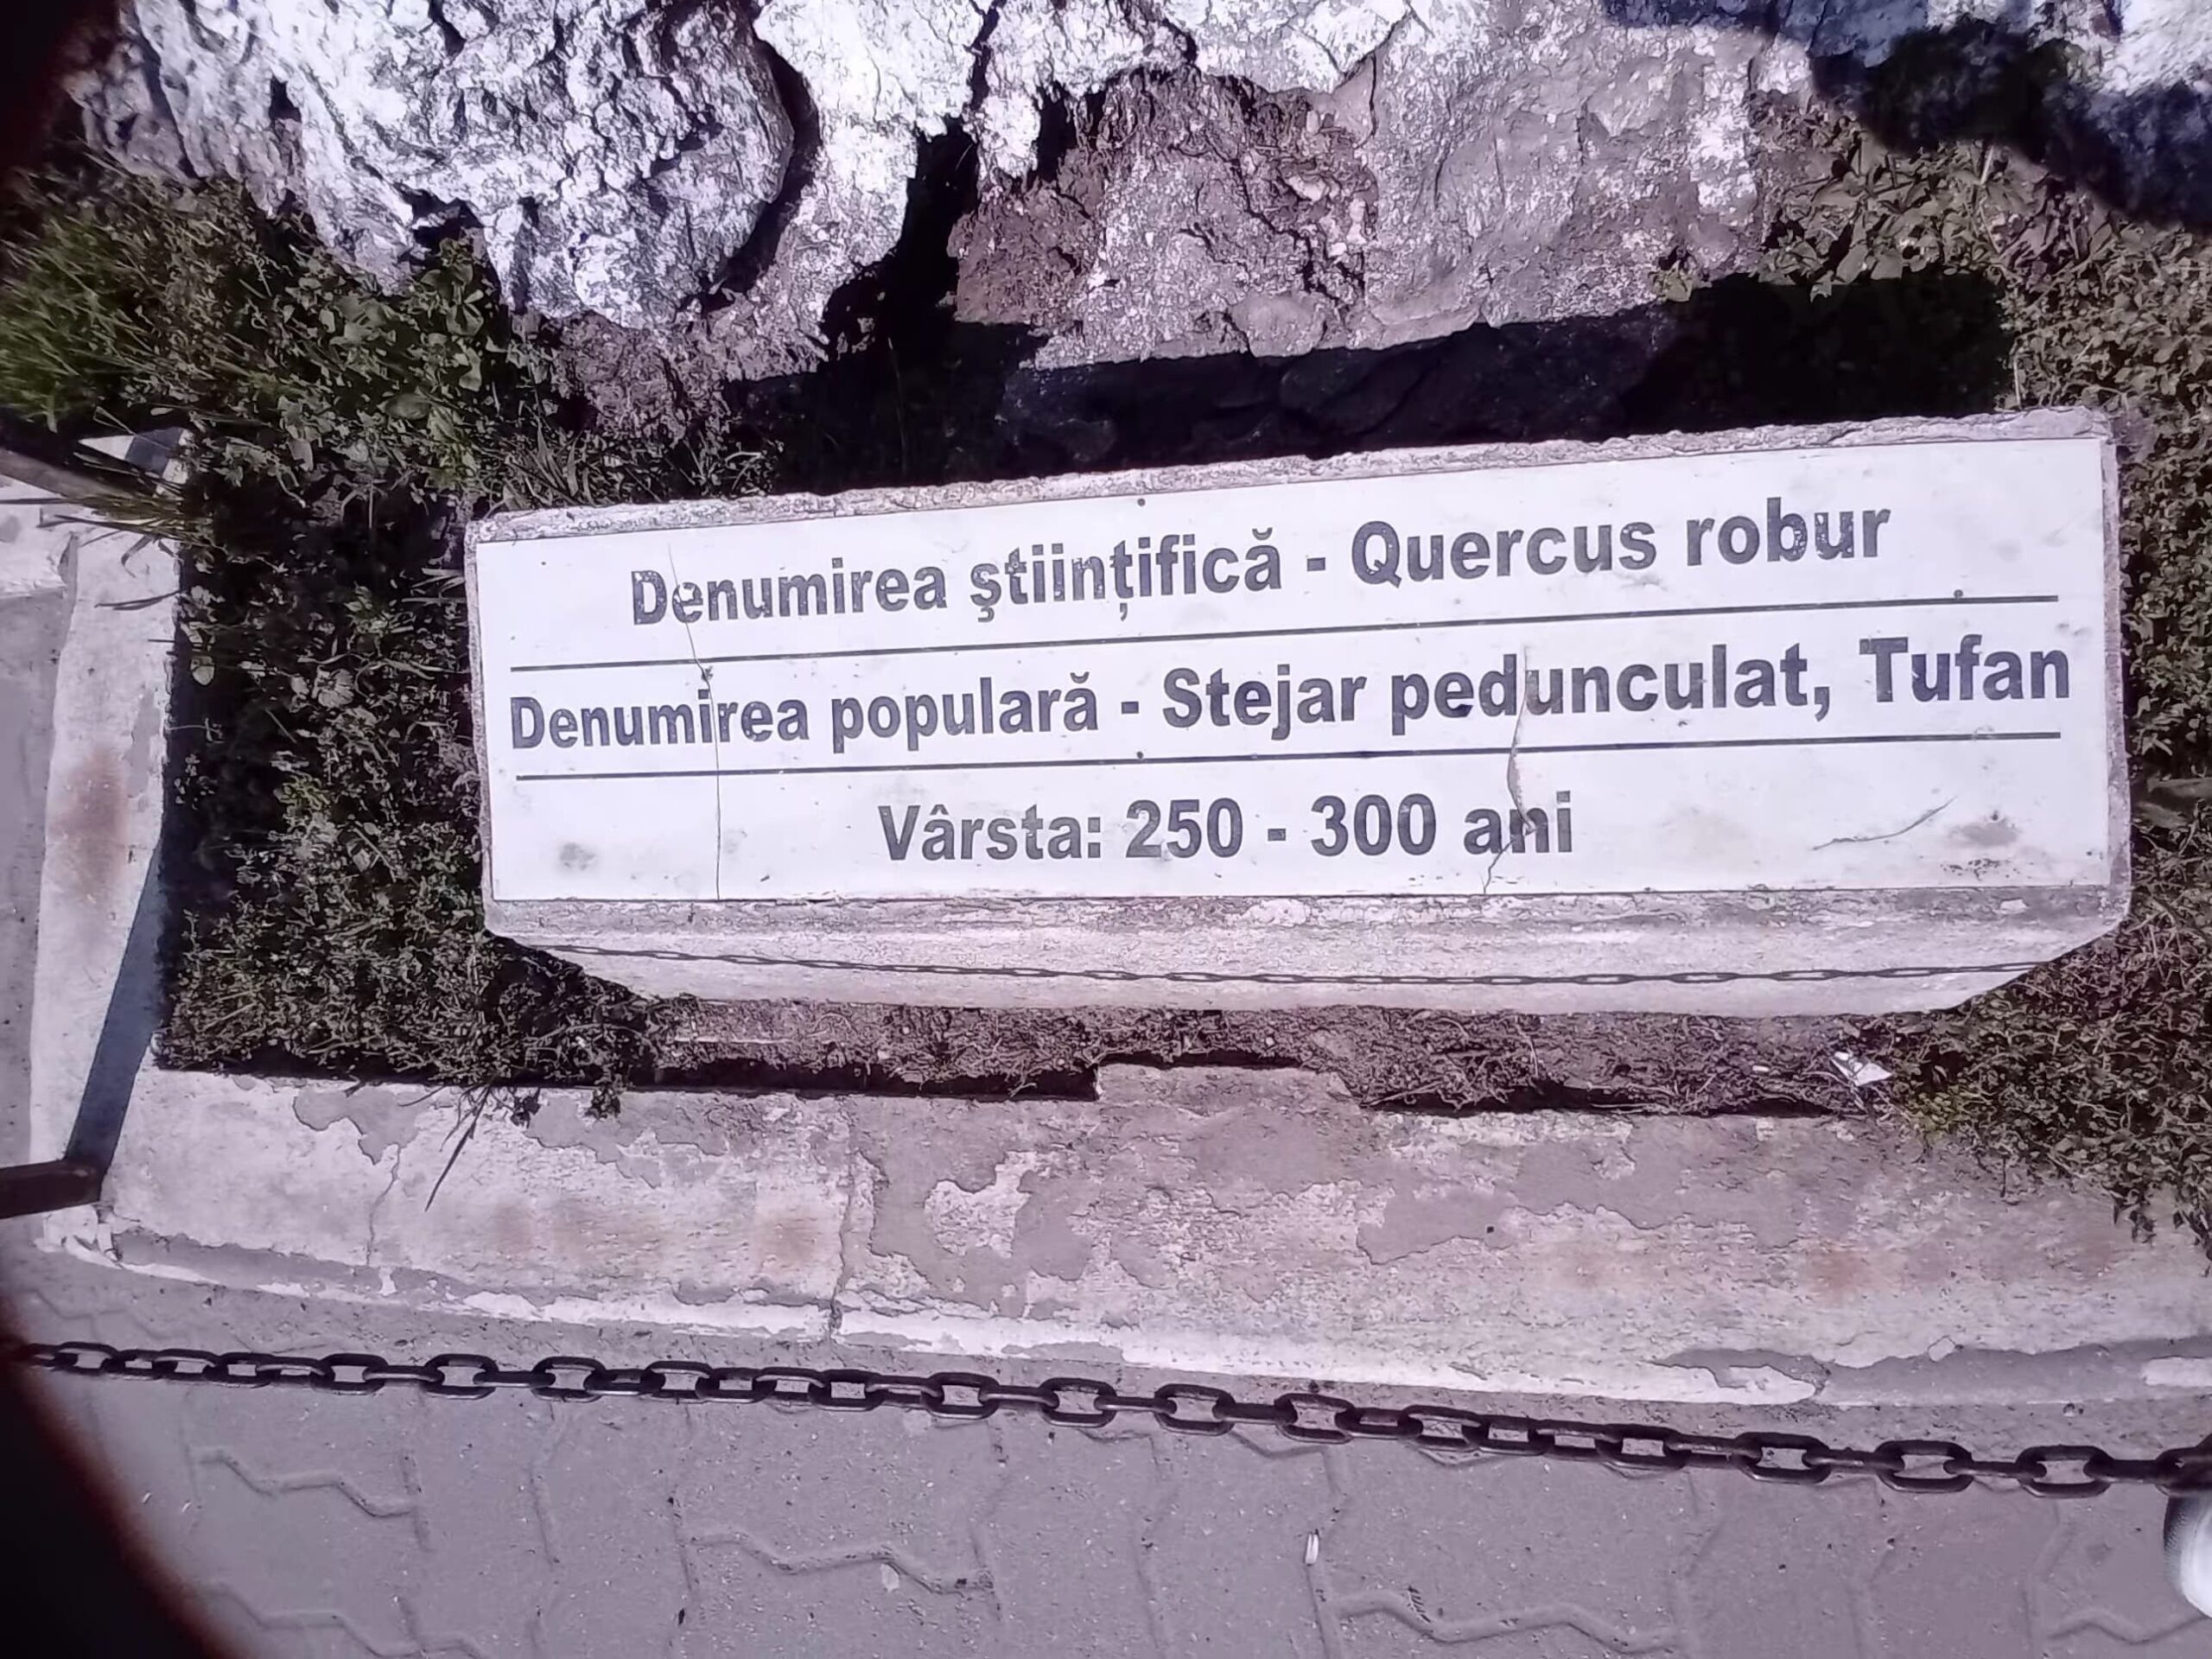 Denumirea ştiinţifică - Quercus robur
Denumirea populară - Stejar pedunculat, Tufan
Vârsta: 250 - 300 ani